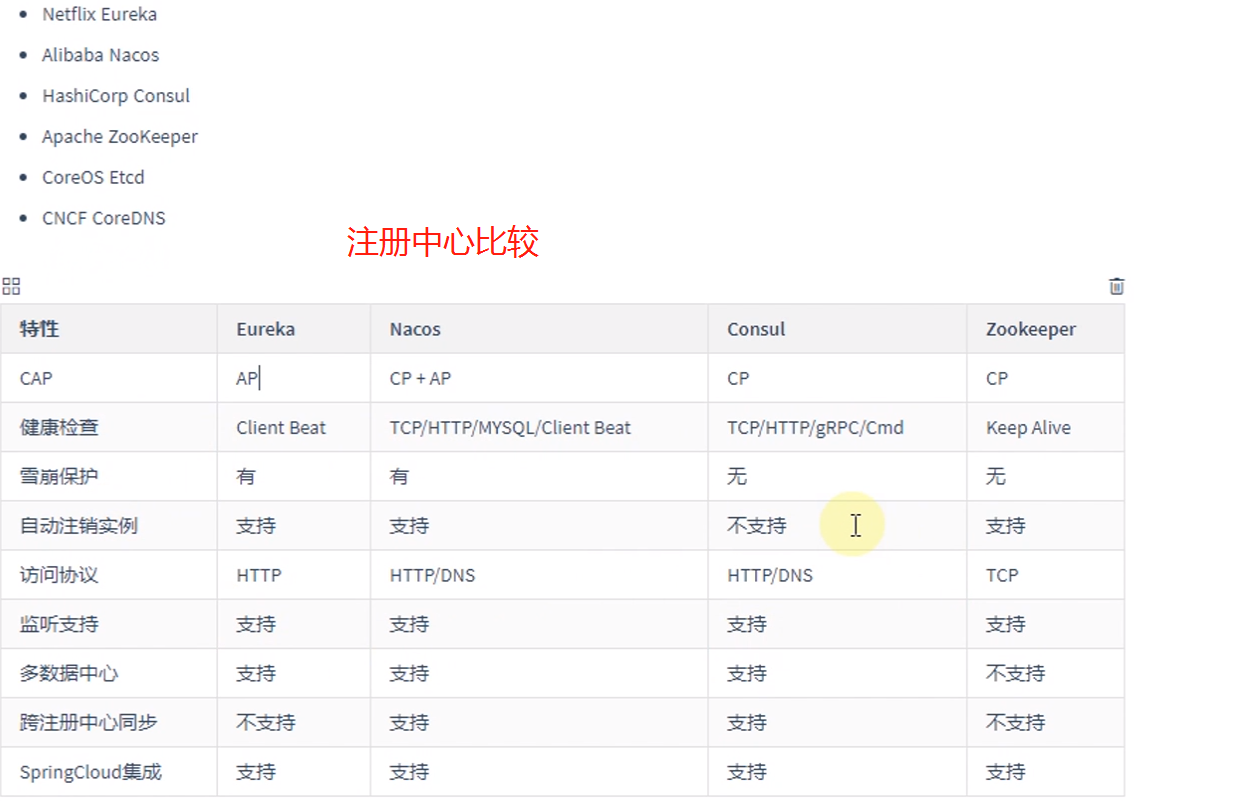 Netflix Eureka
Alibaba Nacos
HashiCorp Consul
Apache ZooKeeper
CoreOS Etcd
CNCF CoreDNS
注册中心比较
特性 Eureka Nacos Consul Zookeeper
CAP AP CP + AP CP CP
健康检查 Client Beat TCP/HTTP/MYSQL/Client Beat TCP/HTTP/gRPC/Cmd Keep Alive
雪崩保护 有 有 无 无
自动注销实例 支持 支持 不支持 支持
访问协议 HTTP HTTP/DNS HTTP/DNS TCP
监听支持 支持 支持 支持 支持
多数据中心 支持 支持 支持 不支持
跨注册中心同步 不支持 支持 支持 不支持
SpringCloud集成 支持 支持 支持 支持